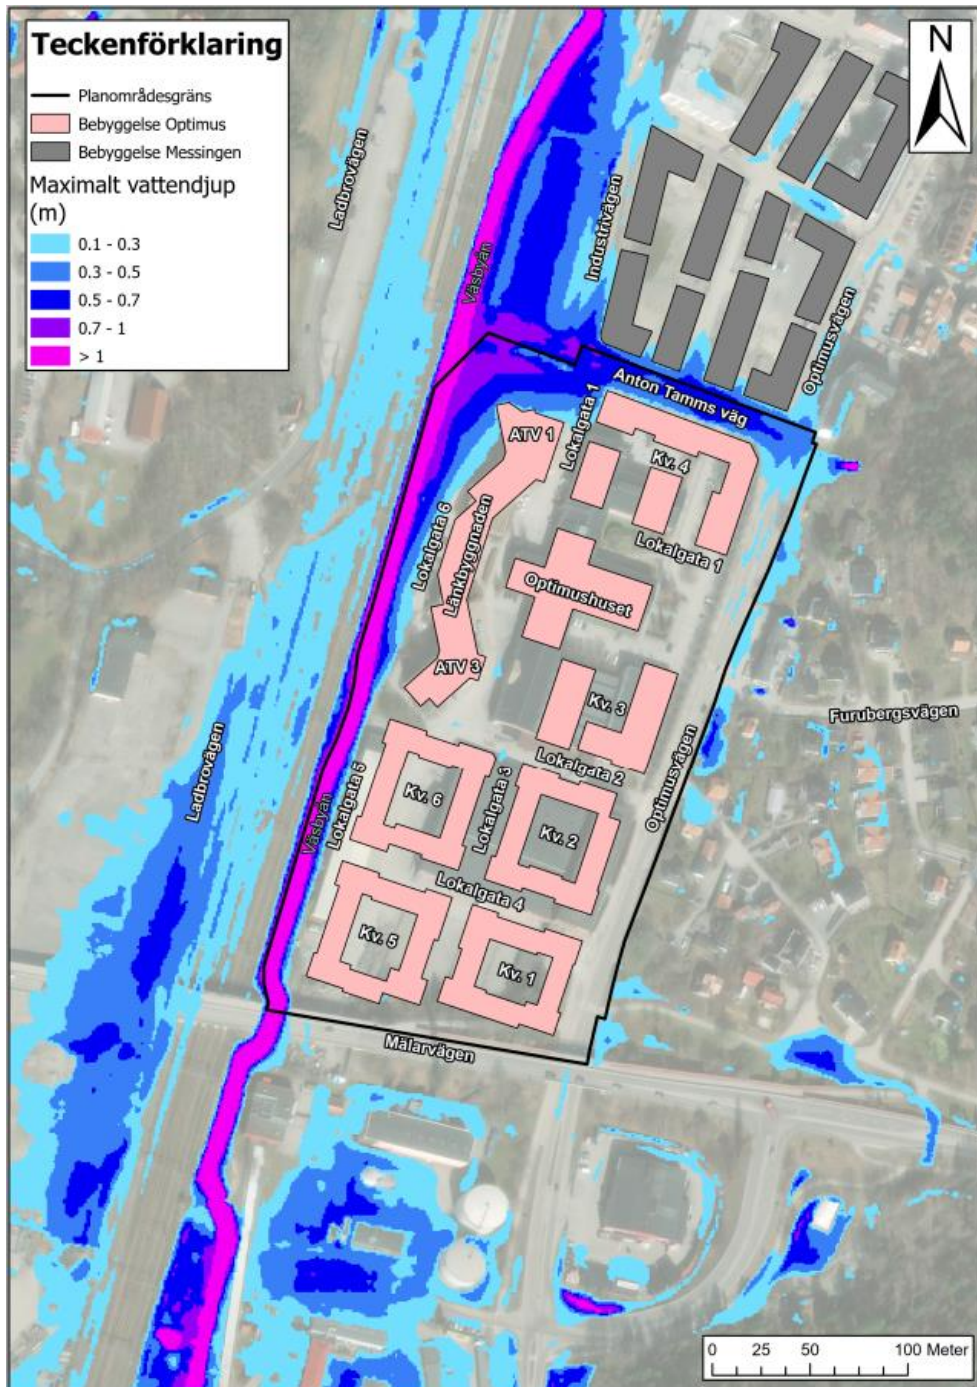 Teckenförklaring
Planområdesgräns
Bebyggelse Optimus
Bebyggelse Messingen
Maximalt vattendjup
(m)
0.1 - 0.3
0.3 - 0.5
0.5 - 0.7
0.7 - 1
> 1
N
Ladbrovägen
Industrivägen
Väsbyån
Optimusvägen
Anton Tamms väg
Lokalgata 1
ATV 1
Kv. 4
Lokalgata 6
Länkbyggnaden
Lokalgata 1
Optimushuset
ATV 3
Kv. 3
Furubergsvägen
Lokalgata 2
Optimusvägen
Ladbrovägen
Lokalgata 5
Väsbyån
Kv. 6
Lokalgata 3
Kv. 2
Lokalgata 4
Kv. 5
Kv. 1
Mälarvägen
0 25 50 100 Meter